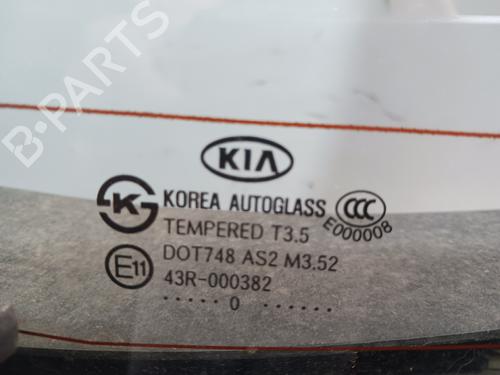 B-PARTS
KIA
KOREA AUTOGLASS
CCC
E000008
TEMPERED T3.5
DOT748 AS2 M3.52
E11
43R-000382
..... 0 .....